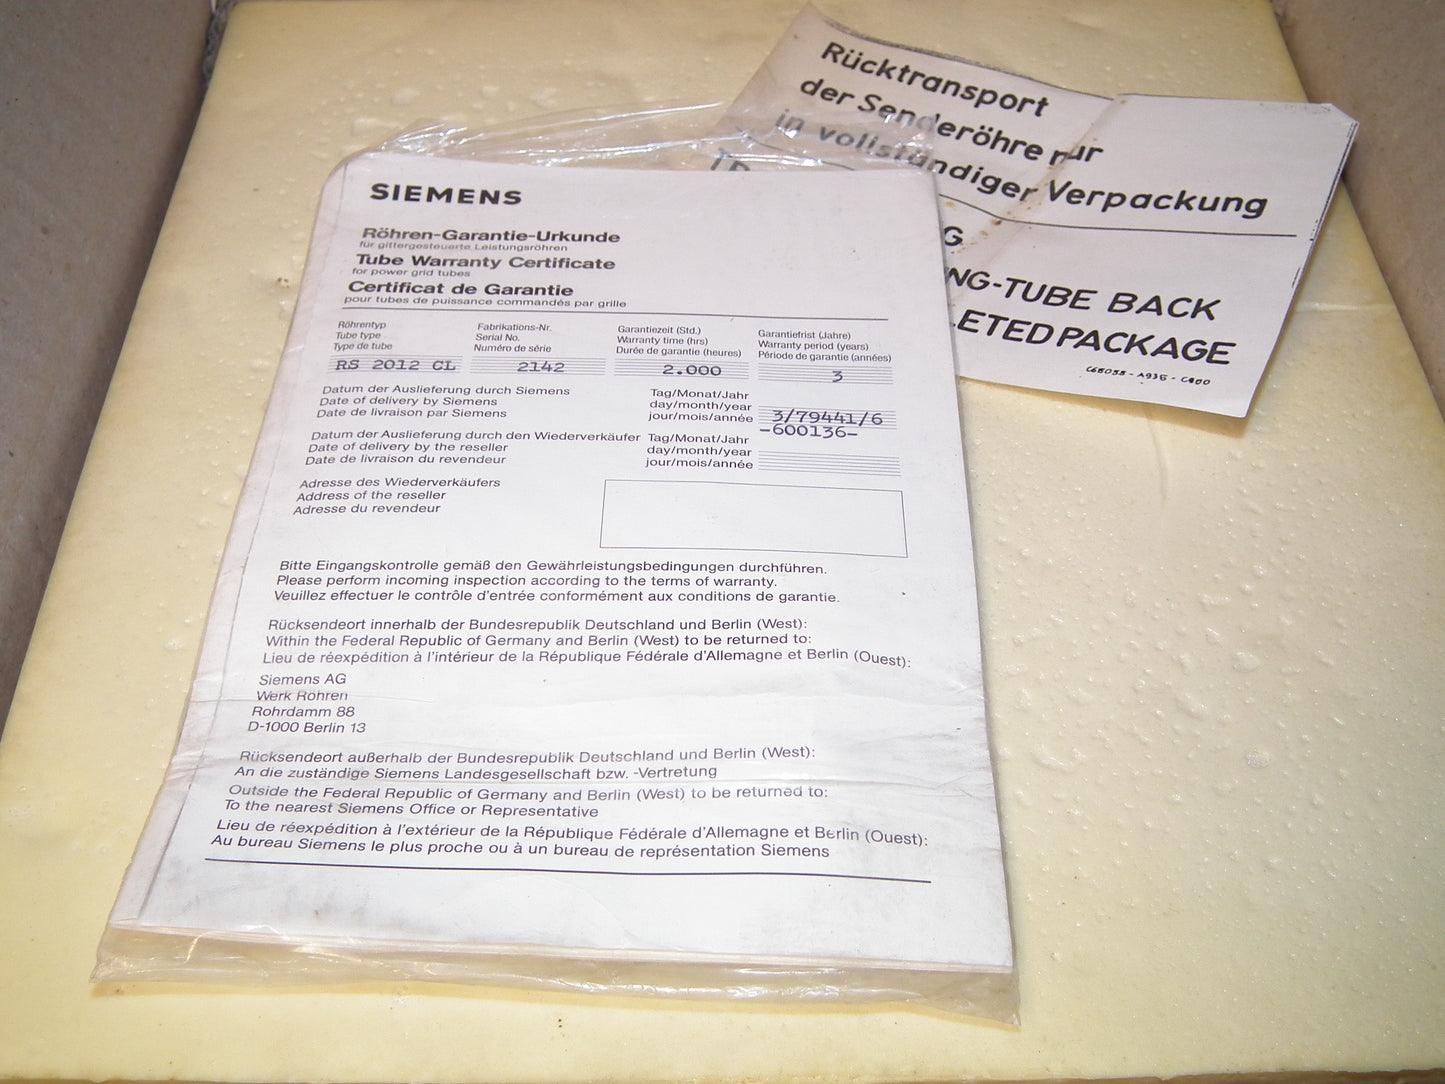 SIEMENS
Röhren-Garantie-Urkunde
für gittergesteuerte Leistungsröhren
Tube Warranty Certificate
for power grid tubes
Certificat de Garantie
pour tubes de puissance commandés par grille
Röhrentyp
Tube type
Type de tube
RS 2012 CL
Fabrikations-Nr.
Serial No.
Numéro de série
2142
Garantiezeit (Std.)
Warranty time (hrs)
Durée de garantie (heures)
2.000
Garantiefrist (Jahre)
Warranty period (years)
Période de garantie (années)
3
Datum der Auslieferung durch Siemens
Date of delivery by Siemens
Date de livraison par Siemens
Tag/Monat/Jahr
day/month/year
jour/mois/année
3/79441/6
-600136-
Datum der Auslieferung durch den Wiederverkäufer
Date of delivery by the reseller
Date de livraison du revendeur
Tag/Monat/Jahr
day/month/year
jour/mois/année
Adresse des Wiederverkäufers
Address of the reseller
Adresse du revendeur
Bitte Eingangskontrolle gemäß den Gewährleistungsbedingungen durchführen.
Please perform incoming inspection according to the terms of warranty.
Veuillez effectuer le contrôle d'entrée conformément aux conditions de garantie.
Rücksendeort innerhalb der Bundesrepublik Deutschland und Berlin (West):
Within the Federal Republic of Germany and Berlin (West) to be returned to:
Lieu de réexpédition à l'intérieur de la République Fédérale d'Allemagne et Berlin (Ouest):
Siemens AG
Werk Röhren
Rohrdamm 88
D-1000 Berlin 13
Rücksendeort außerhalb der Bundesrepublik Deutschland und Berlin (West):
An die zuständige Siemens Landesgesellschaft bzw. -Vertretung
Outside the Federal Republic of Germany and Berlin (West) to be returned to:
To the nearest Siemens Office or Representative
Lieu de réexpédition à l'extérieur de la République Fédérale d'Allemagne et Berlin (Ouest):
Au bureau Siemens le plus proche ou à un bureau de représentation Siemens
Rücktransport
der Senderöhre nur
in vollständiger Verpackung
TR
G
NG-TUBE BACK
LETED PACKAGE